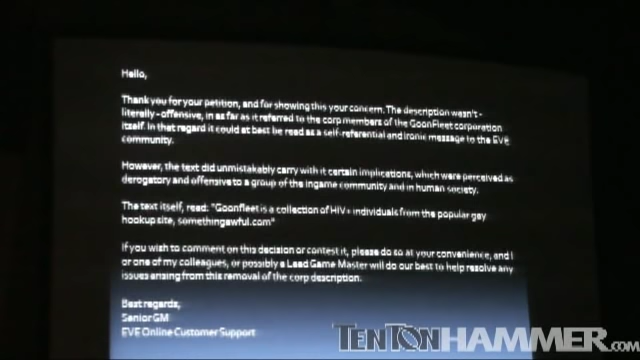 Hello,
Thank you for your petition, and for showing this your concern. The description wasn't -
literally - offensive, in as far as it referred to the corp members of the GoonFleet corporation
itself. In that regard it could at best be read as a self-referential and ironic message to the EVE
community.
However, the text did unmistakably carry with it certain implications, which were perceived as
derogatory and offensive to a group of the ingame community and in human society.
The text itself, read: "Goonfleet is a collection of HIV+ individuals from the popular gay
hookup site, somethingawful.com"
If you wish to comment on this decision or contest it, please do so at your convenience, and I
or one of my colleagues, or possibly a Lead Game Master will do our best to help resolve any
issues arising from this removal of the corp description.
Best regards,
Senior GM
EVE Online Customer Support
TENTONHAMMER.COM